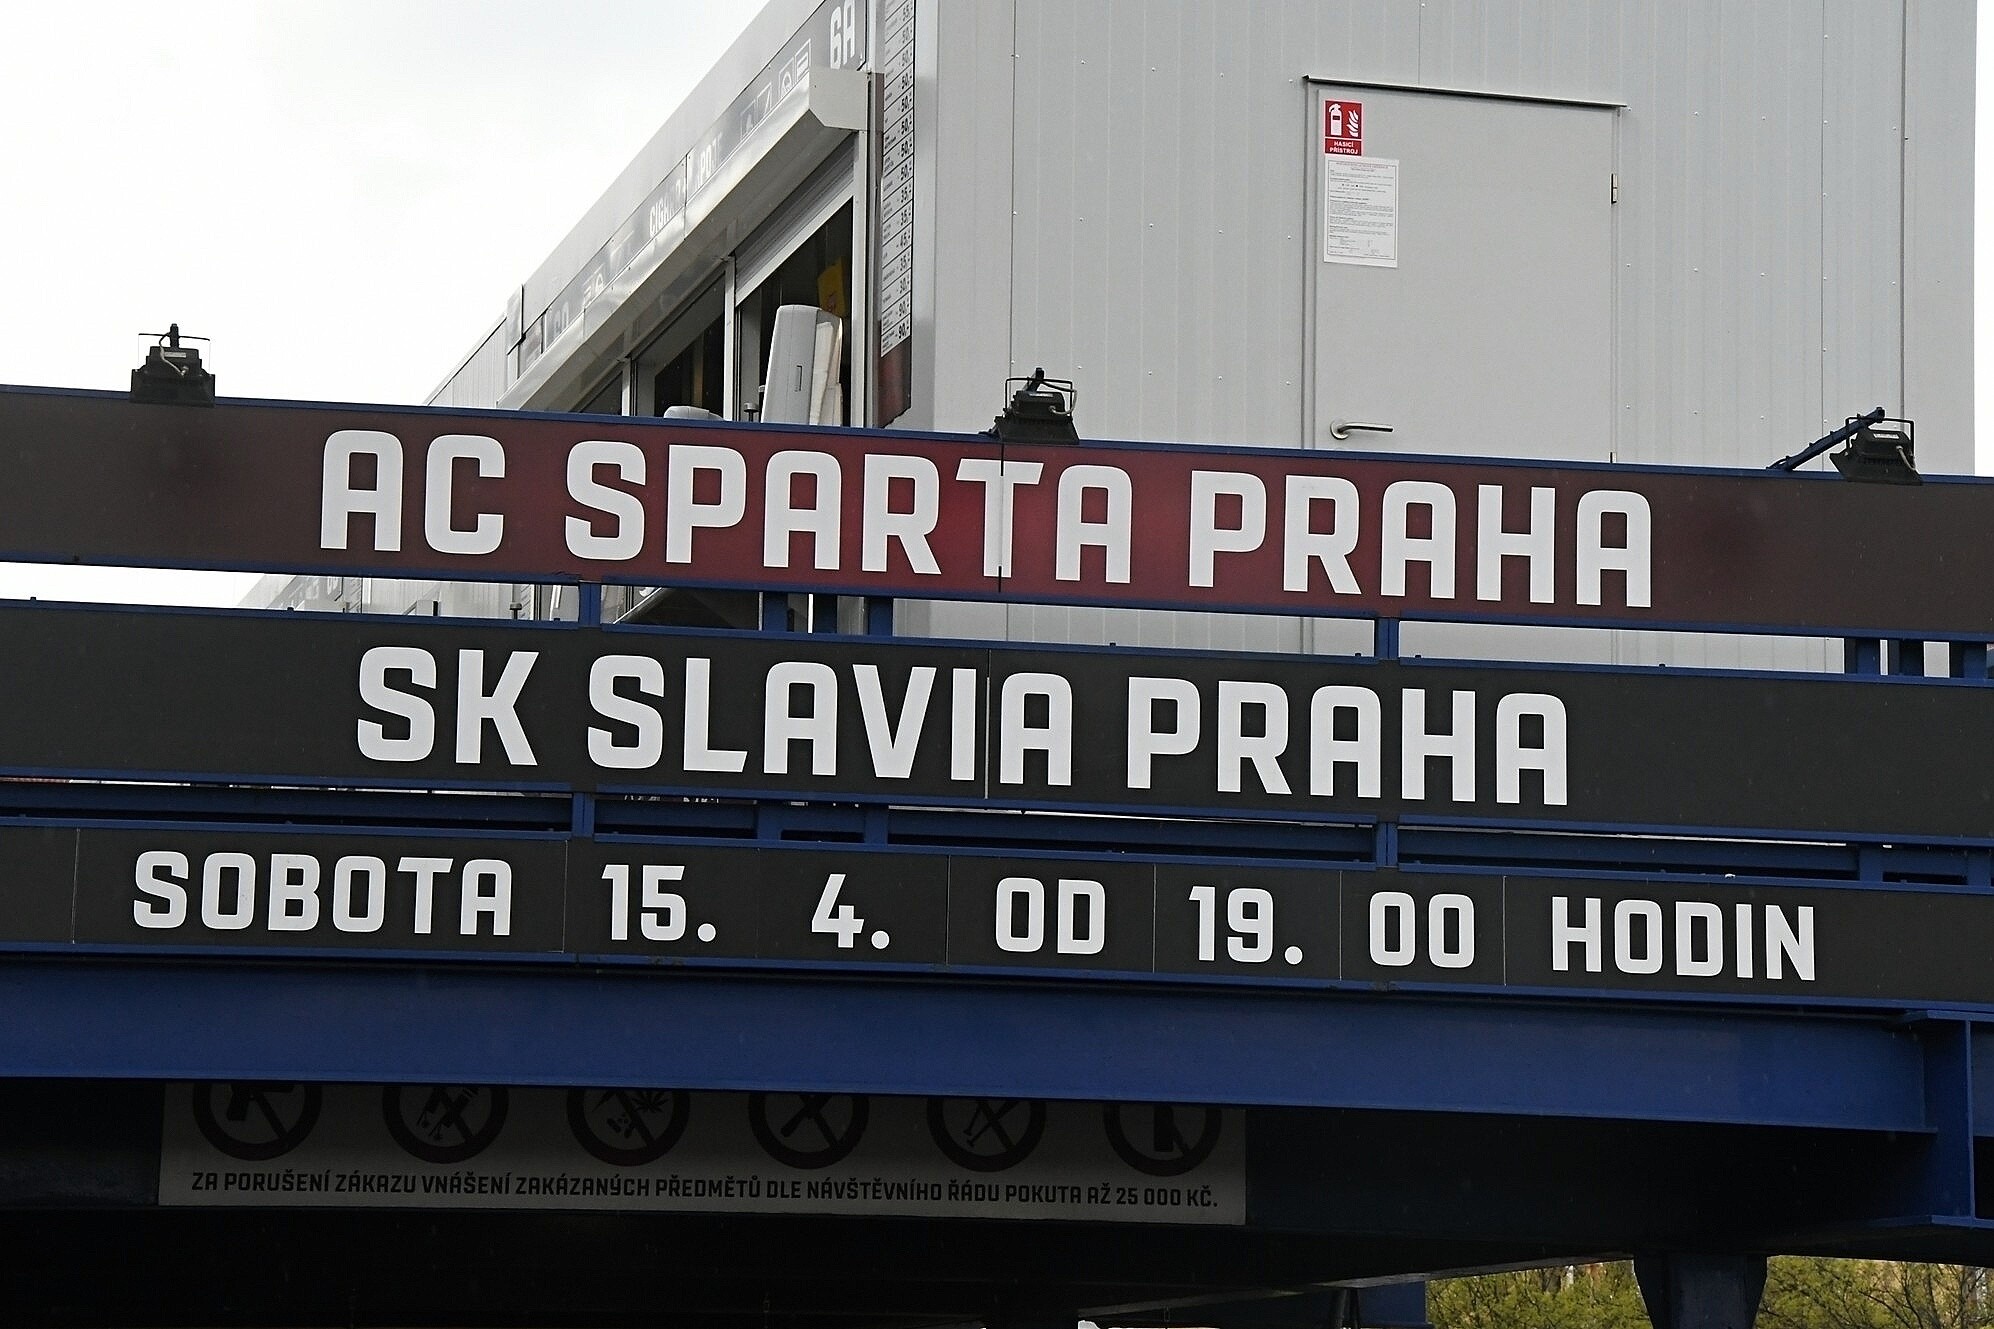 6A
HASICÍ
PŘÍSTROJ
AC SPARTA PRAHA
SK SLAVIA PRAHA
SOBOTA 15. 4. OD 19. 00 HODIN
ZA PORUŠENÍ ZÁKAZU VNÁŠENÍ ZAKÁZANÝCH PŘEDMĚTŮ DLE NÁVŠTĚVNÍHO ŘÁDU POKUTA AŽ 25 000 KČ.